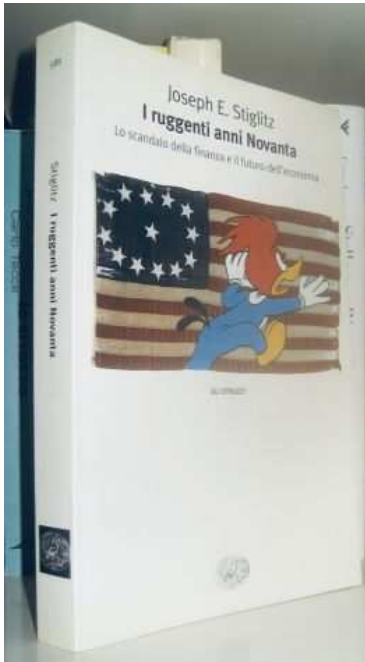 Joseph E. Stiglitz
I ruggenti anni Novanta
Lo scandalo della finanza e il futuro dell'economia
Stiglitz I ruggenti anni Novanta